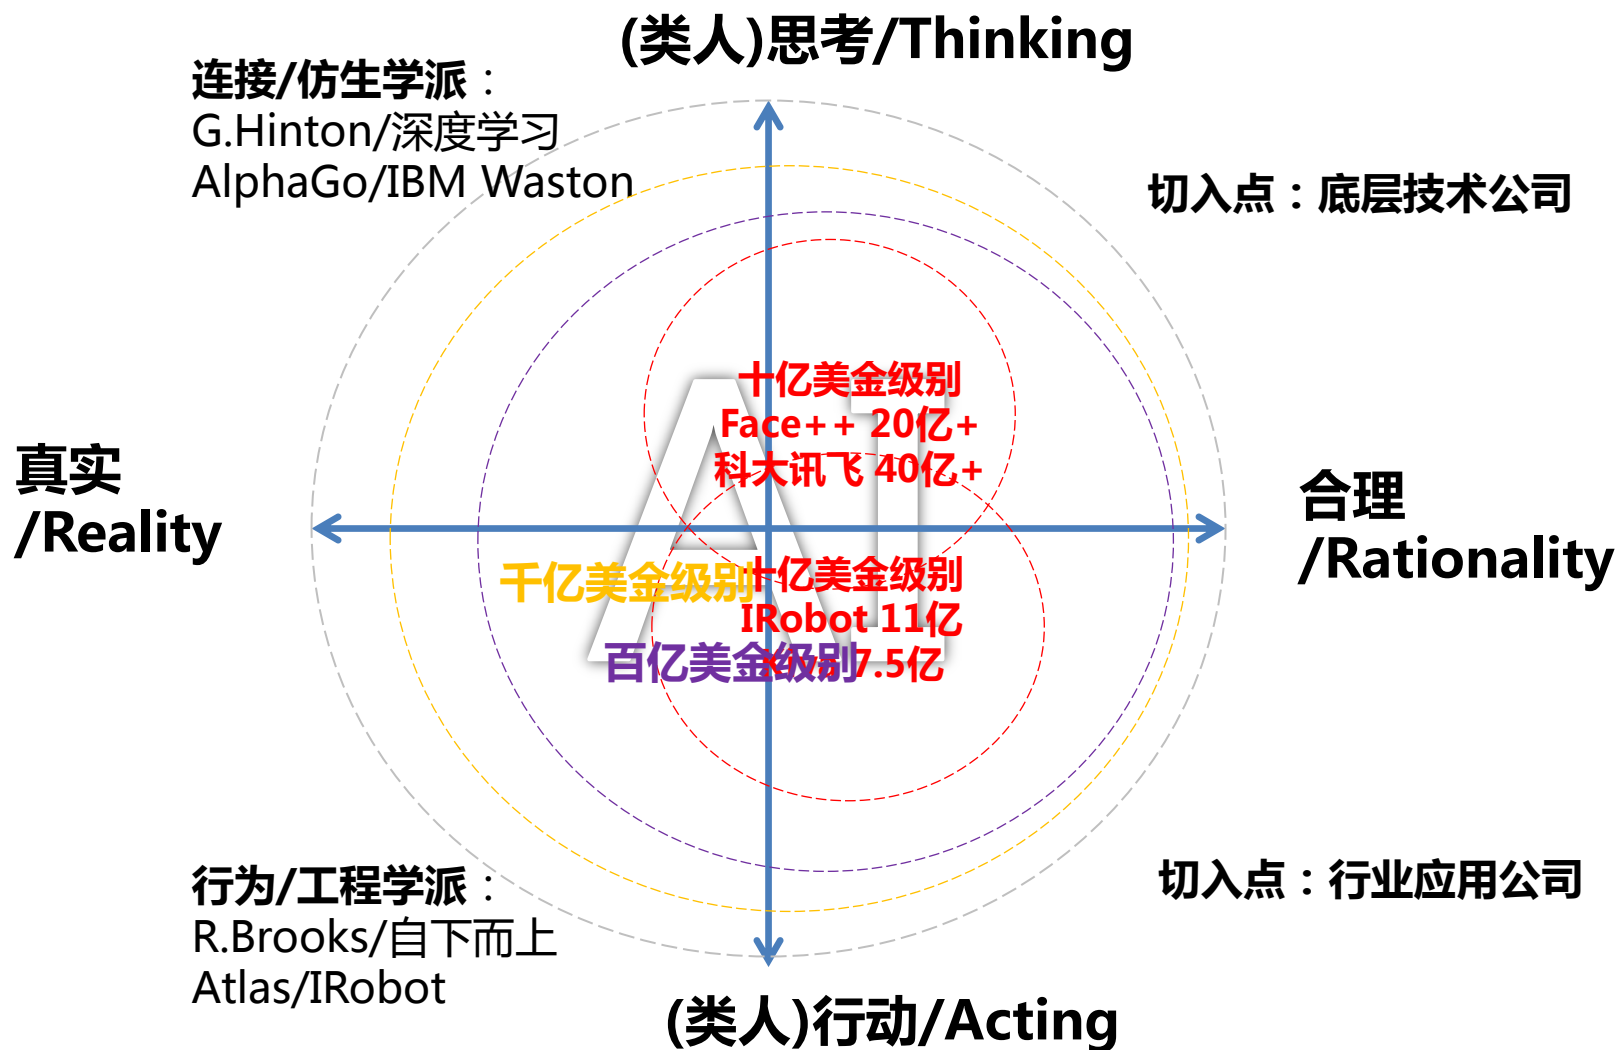 (类人)思考/Thinking
连接/仿生学派：
G.Hinton/深度学习
AlphaGo/IBM Waston
切入点：底层技术公司
AI
十亿美金级别
Face++ 20亿+
科大讯飞 40亿+
真实
/Reality
合理
/Rationality
千亿美金级别
十亿美金级别
IRobot 11亿
百亿美金级别
7.5亿
行为/工程学派：
R.Brooks/自下而上
Atlas/IRobot
切入点：行业应用公司
(类人)行动/Acting